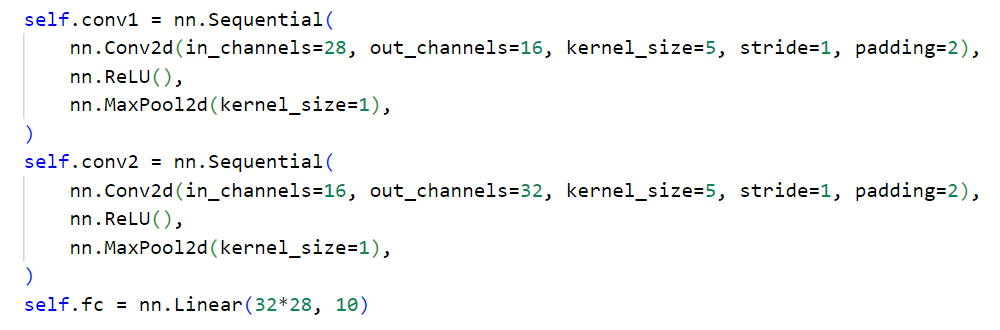 self.conv1 = nn.Sequential(
    nn.Conv2d(in_channels=28, out_channels=16, kernel_size=5, stride=1, padding=2),
    nn.ReLU(),
    nn.MaxPool2d(kernel_size=1),
)
self.conv2 = nn.Sequential(
    nn.Conv2d(in_channels=16, out_channels=32, kernel_size=5, stride=1, padding=2),
    nn.ReLU(),
    nn.MaxPool2d(kernel_size=1),
)
self.fc = nn.Linear(32*28, 10)